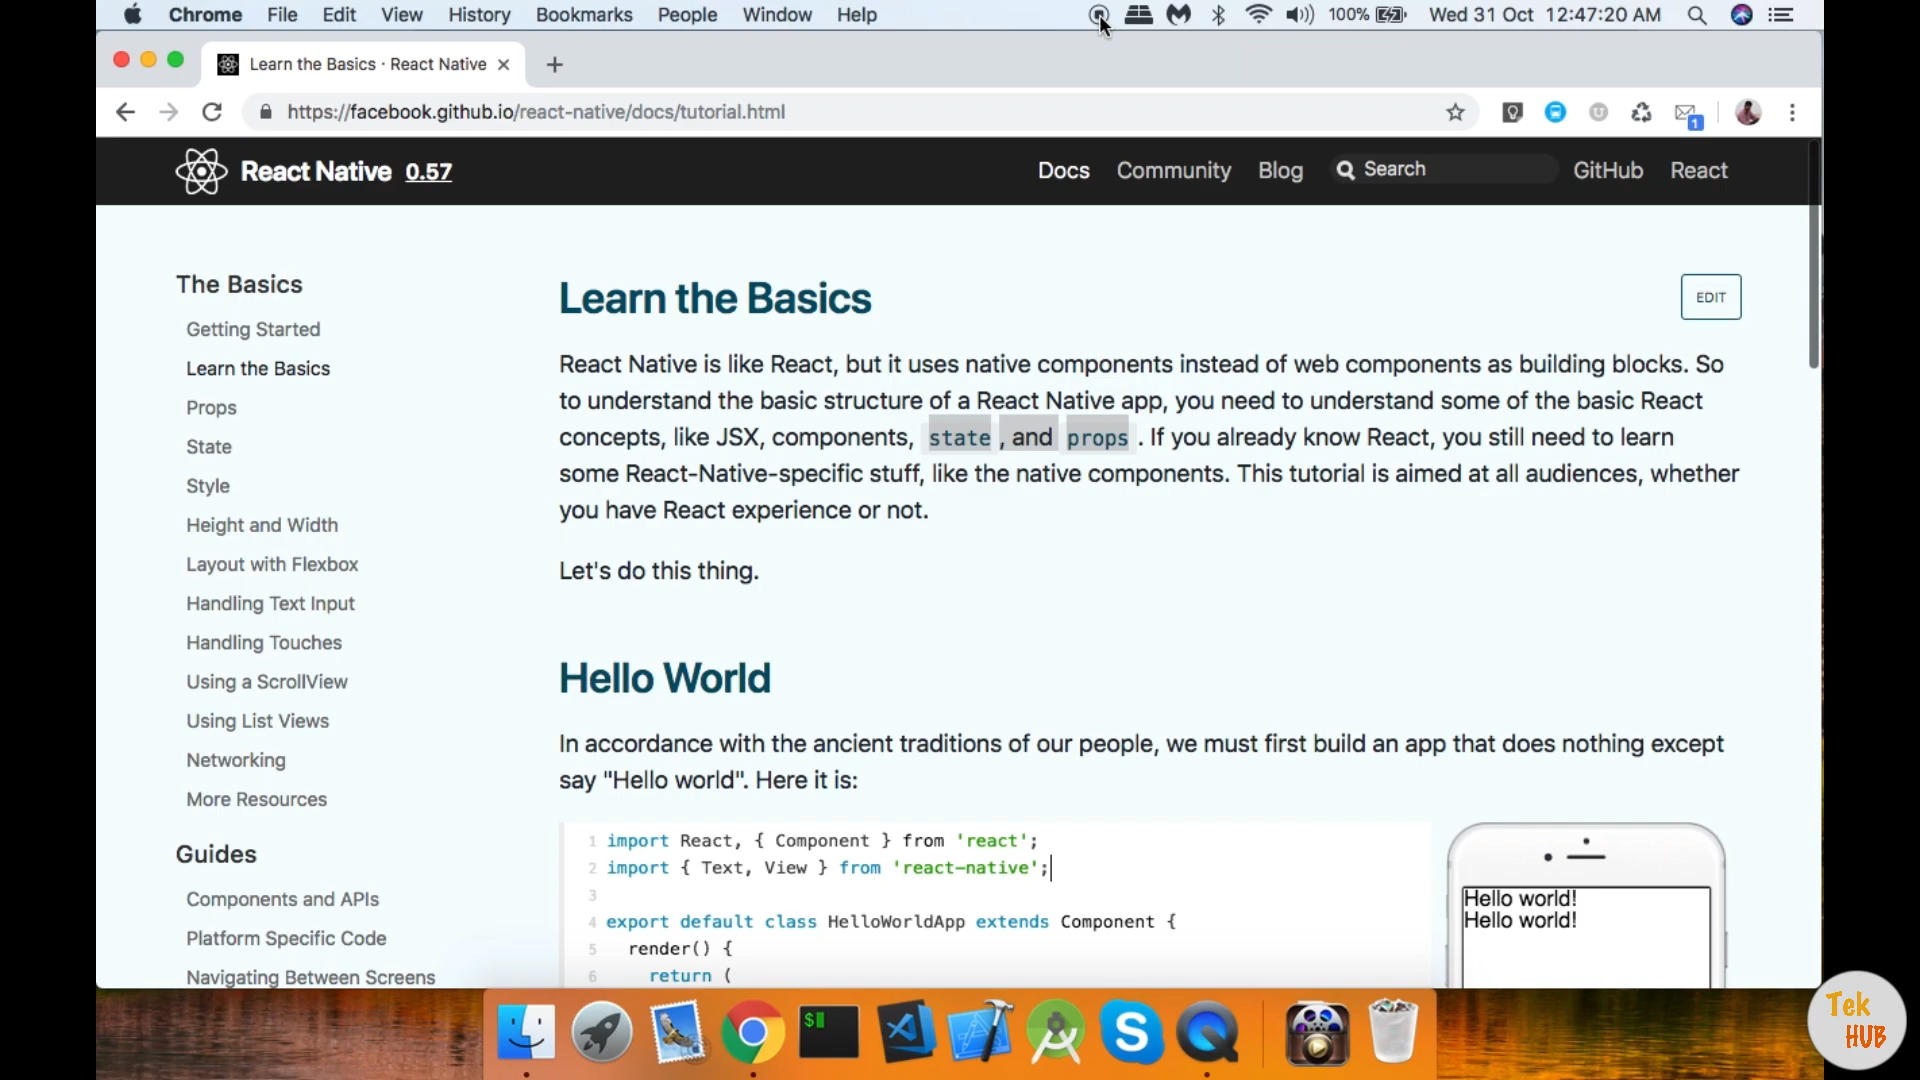 Chrome File Edit View History Bookmarks People Window Help 100% Wed 31 Oct 12:47:20 AM
Learn the Basics · React Native
https://facebook.github.io/react-native/docs/tutorial.html
1
React Native 0.57 Docs Community Blog Search GitHub React
The Basics
Getting Started
Learn the Basics
Props
State
Style
Height and Width
Layout with Flexbox
Handling Text Input
Handling Touches
Using a ScrollView
Using List Views
Networking
More Resources
Guides
Components and APIs
Platform Specific Code
Navigating Between Screens
Learn the Basics
EDIT
React Native is like React, but it uses native components instead of web components as building blocks. So
to understand the basic structure of a React Native app, you need to understand some of the basic React
concepts, like JSX, components, state , and props . If you already know React, you still need to learn
some React-Native-specific stuff, like the native components. This tutorial is aimed at all audiences, whether
you have React experience or not.
Let's do this thing.
Hello World
In accordance with the ancient traditions of our people, we must first build an app that does nothing except
say "Hello world". Here it is:
1 import React, { Component } from 'react';
2 import { Text, View } from 'react-native';
3
4 export default class HelloWorldApp extends Component {
5 render() {
6 return (
Hello world!
Hello world!
$
S
Tek
HUB